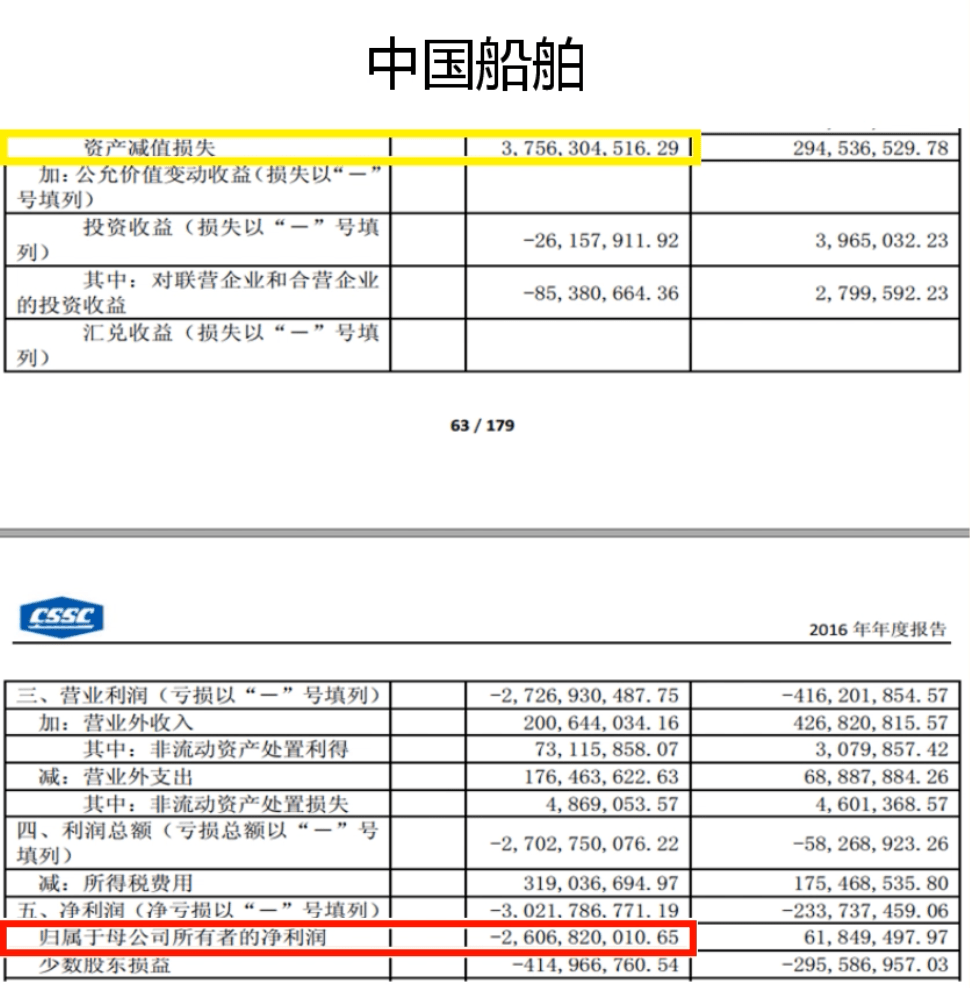 中国船舶
资产减值损失 3,756,304,516.29 294,536,529.78
加：公允价值变动收益（损失以“－”
号填列）
投资收益（损失以“－”号填
列） -26,157,911.92 3,965,032.23
其中：对联营企业和合营企业
的投资收益 -85,380,664.36 2,799,592.23
汇兑收益（损失以“－”号填
列）
63 / 179
CSSC
2016 年年度报告
三、营业利润（亏损以“－”号填列） -2,726,930,487.75 -416,201,854.57
加：营业外收入 200,644,034.16 426,820,815.57
其中：非流动资产处置利得 73,115,858.07 3,079,857.42
减：营业外支出 176,463,622.63 68,887,884.26
其中：非流动资产处置损失 4,869,053.57 4,601,368.57
四、利润总额（亏损总额以“－”号
填列） -2,702,750,076.22 -58,268,923.26
减：所得税费用 319,036,694.97 175,468,535.80
五、净利润（净亏损以“－”号填列） -3,021,786,771.19 -233,737,459.06
归属于母公司所有者的净利润 -2,606,820,010.65 61,849,497.97
少数股东损益 -414,966,760.54 -295,586,957.03